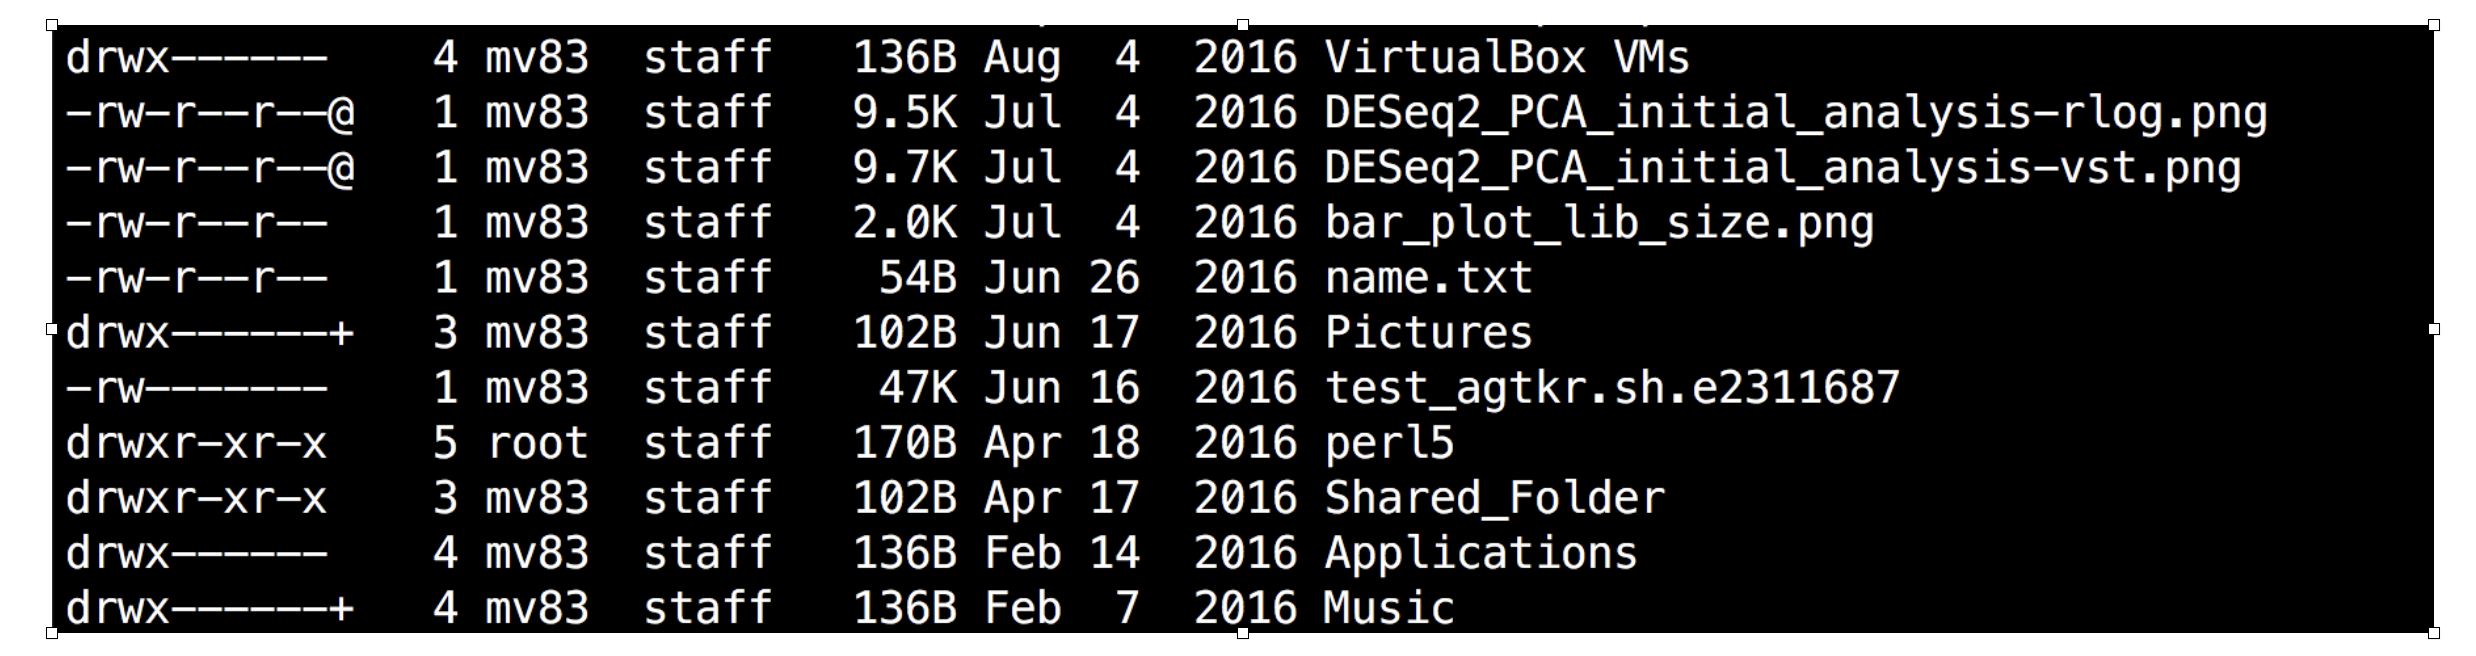 drwx------    4 mv83  staff   136B Aug  4  2016 VirtualBox VMs
-rw-r--r--@   1 mv83  staff   9.5K Jul  4  2016 DESeq2_PCA_initial_analysis-rlog.png
-rw-r--r--@   1 mv83  staff   9.7K Jul  4  2016 DESeq2_PCA_initial_analysis-vst.png
-rw-r--r--    1 mv83  staff   2.0K Jul  4  2016 bar_plot_lib_size.png
-rw-r--r--    1 mv83  staff    54B Jun 26  2016 name.txt
drwx------+   3 mv83  staff   102B Jun 17  2016 Pictures
-rw-------    1 mv83  staff    47K Jun 16  2016 test_agtkr.sh.e2311687
drwxr-xr-x    5 root  staff   170B Apr 18  2016 perl5
drwxr-xr-x    3 mv83  staff   102B Apr 17  2016 Shared_Folder
drwx------    4 mv83  staff   136B Feb 14  2016 Applications
drwx------+   4 mv83  staff   136B Feb  7  2016 Music